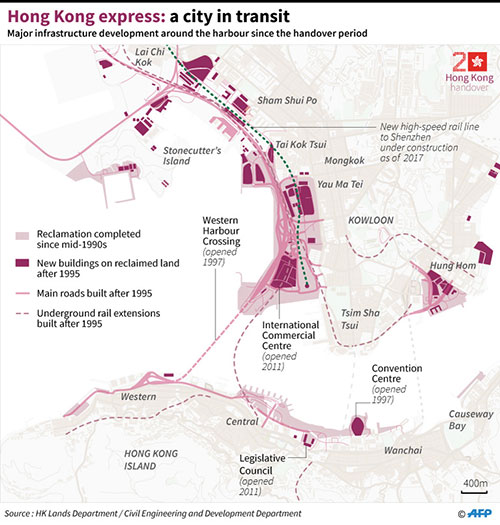 Hong Kong express: a city in transit
Major infrastructure development around the harbour since the handover period
20
Hong Kong
handover
Lai Chi
Kok
Sham Shui Po
Stonecutter's
Island
Tai Kok Tsui
New high-speed rail line
to Shenzhen
under construction
as of 2017
Mongkok
Yau Ma Tei
KOWLOON
Western
Harbour
Crossing
(opened
1997)
Reclamation completed
since mid-1990s
New buildings on reclaimed land
after 1995
Main roads built after 1995
Underground rail extensions
built after 1995
Hung Hom
Tsim Sha
Tsui
International
Commercial
Centre
(opened
2011)
Convention
Centre
(opened
1997)
Western
Central
Causeway
Bay
Wanchai
HONG KONG
ISLAND
Legislative
Council
(opened
2011)
400m
Source : HK Lands Department / Civil Engineering and Development Department
© AFP